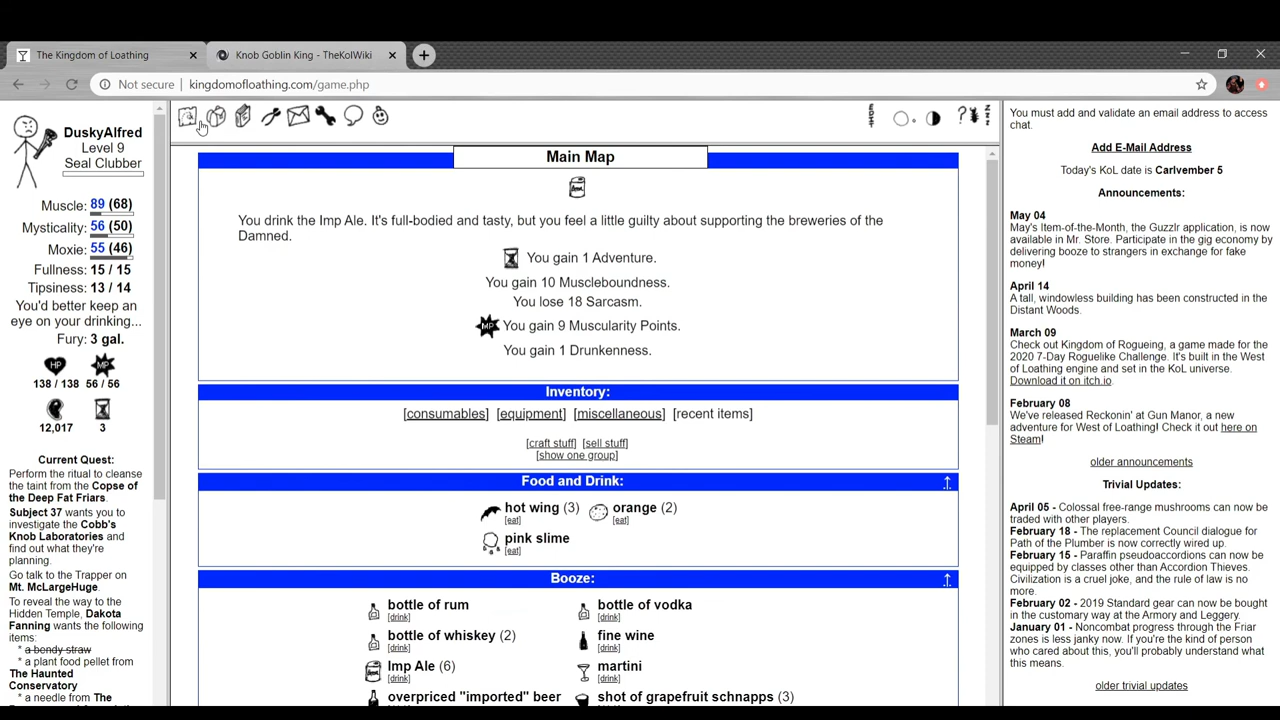 The Kingdom of Loathing
Knob Goblin King - TheKolWiki
Not secure | kingdomofloathing.com/game.php
DuskyAlfred
Level 9
Seal Clubber
Muscle: 89 (68)
Mysticality: 56 (50)
Moxie: 55 (46)
Fullness: 15 / 15
Tipsiness: 13 / 14
You'd better keep an
eye on your drinking...
Fury: 3 gal.
HP
MP
138 / 138 56 / 56
12,017 3
Current Quest:
Perform the ritual to cleanse
the taint from the Copse of
the Deep Fat Friars.
Subject 37 wants you to
investigate the Cobb's
Knob Laboratories and
find out what they're
planning.
Go talk to the Trapper on
Mt. McLargeHuge.
To reveal the way to the
Hidden Temple, Dakota
Fanning wants the following
items:
* a bendy straw
* a plant food pellet from
The Haunted
Conservatory
* a needle from The
Main Map
You drink the Imp Ale. It's full-bodied and tasty, but you feel a little guilty about supporting the breweries of the
Damned.
You gain 1 Adventure.
You gain 10 Muscleboundness.
You lose 18 Sarcasm.
MP You gain 9 Muscularity Points.
You gain 1 Drunkenness.
Inventory:
[consumables] [equipment] [miscellaneous] [recent items]
[craft stuff] [sell stuff]
[show one group]
Food and Drink:
hot wing (3) orange (2)
[eat] [eat]
pink slime
[eat]
Booze:
bottle of rum bottle of vodka
[drink] [drink]
bottle of whiskey (2) fine wine
[drink] [drink]
Imp Ale (6) martini
[drink] [drink]
overpriced "imported" beer shot of grapefruit schnapps (3)
You must add and validate an email address to access
chat.
Add E-Mail Address
Today's KoL date is Carlvember 5
Announcements:
May 04
May's Item-of-the-Month, the Guzzlr application, is now
available in Mr. Store. Participate in the gig economy by
delivering booze to strangers in exchange for fake
money!
April 14
A tall, windowless building has been constructed in the
Distant Woods.
March 09
Check out Kingdom of Rogueing, a game made for the
2020 7-Day Roguelike Challenge. It's built in the West
of Loathing engine and set in the KoL universe.
Download it on itch.io.
February 08
We've released Reckonin' at Gun Manor, a new
adventure for West of Loathing! Check it out here on
Steam!
older announcements
Trivial Updates:
April 05 - Colossal free-range mushrooms can now be
traded with other players.
February 18 - The replacement Council dialogue for
Path of the Plumber is now correctly wired up.
February 15 - Paraffin pseudoaccordions can now be
equipped by classes other than Accordion Thieves.
Civilization is a cruel joke, and the rule of law is no
more.
February 02 - 2019 Standard gear can now be bought
in the customary way at the Armory and Leggery.
January 01 - Noncombat progress through the Friar
zones is less janky now. If you're the kind of person
who cared about this, you'll probably understand what
this means.
older trivial updates